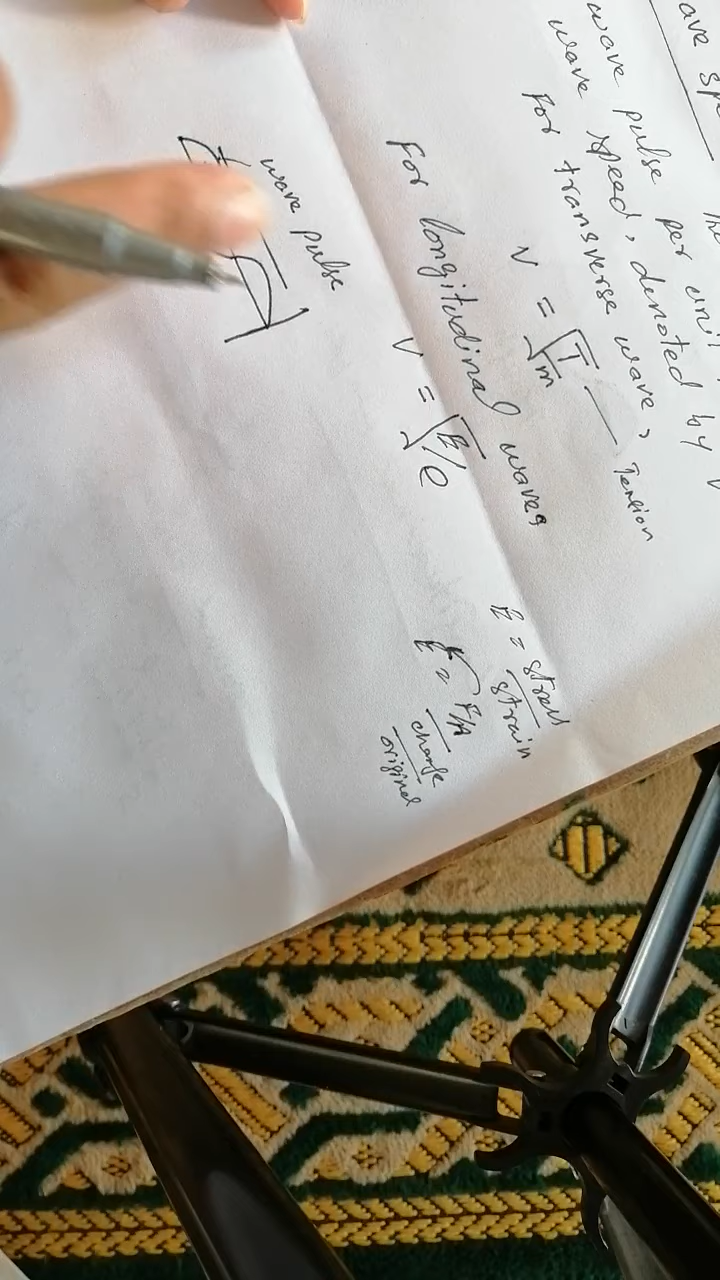 ave sp
The
wave pulse per unit
wave speed, denoted by v
For transverse wave,
v = √T/m
Tension
For longitudinal waves
v = √E/e
E = stress/strain
E = F/A
change
original
wave pulse